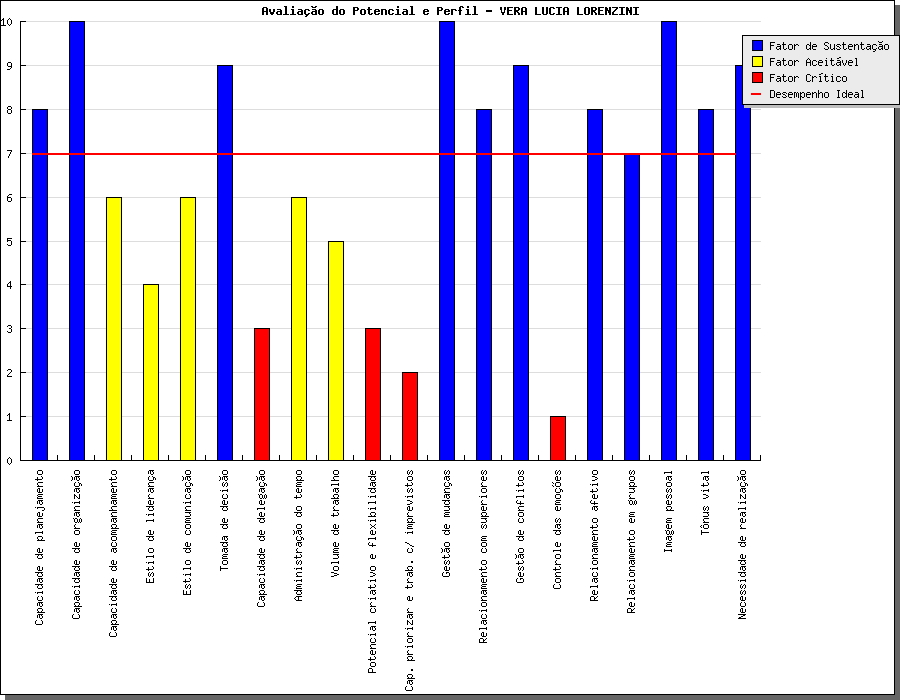 Avaliação do Potencial e Perfil - VERA LUCIA LORENZINI
Fator de Sustentação
Fator Aceitável
Fator Crítico
Desempenho Ideal
10
9
8
7
6
5
4
3
2
1
0
Capacidade de planejamento
Capacidade de organização
Capacidade de acompanhamento
Estilo de liderança
Estilo de comunicação
Tomada de decisão
Capacidade de delegação
Administração do tempo
Volume de trabalho
Potencial criativo e flexibilidade
Cap. priorizar e trab. c/ imprevistos
Gestão de mudanças
Relacionamento com superiores
Gestão de conflitos
Controle das emoções
Relacionamento afetivo
Relacionamento em grupos
Imagem pessoal
Tônus vital
Necessidade de realização